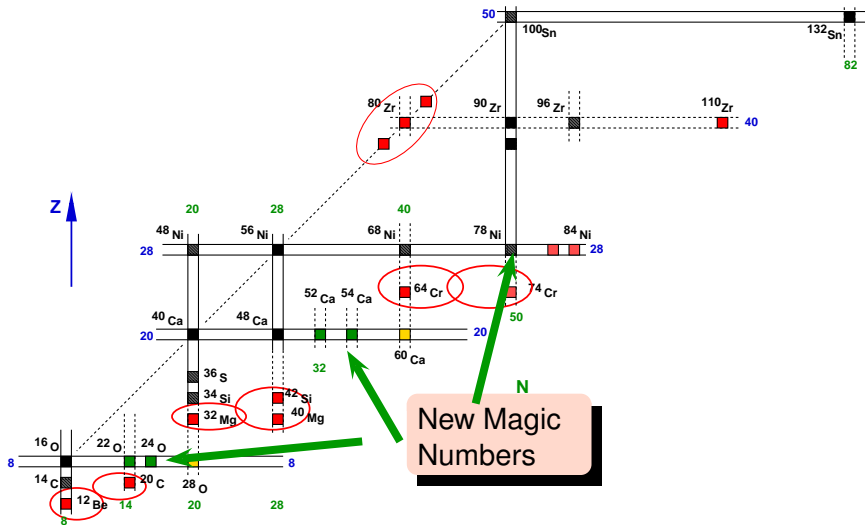 50
100Sn
132Sn
82
80Zr
90Zr
96Zr
110Zr
40
Z
20
28
40
48Ni
56Ni
68Ni
78Ni
84Ni
28
28
52Ca
54Ca
64Cr
74Cr
50
40Ca
48Ca
20
20
32
60Ca
36S
34Si
42Si
N
32Mg
40Mg
New Magic
Numbers
16O
22O
24O
8
8
14C
20C
28O
12Be
8
14
20
28